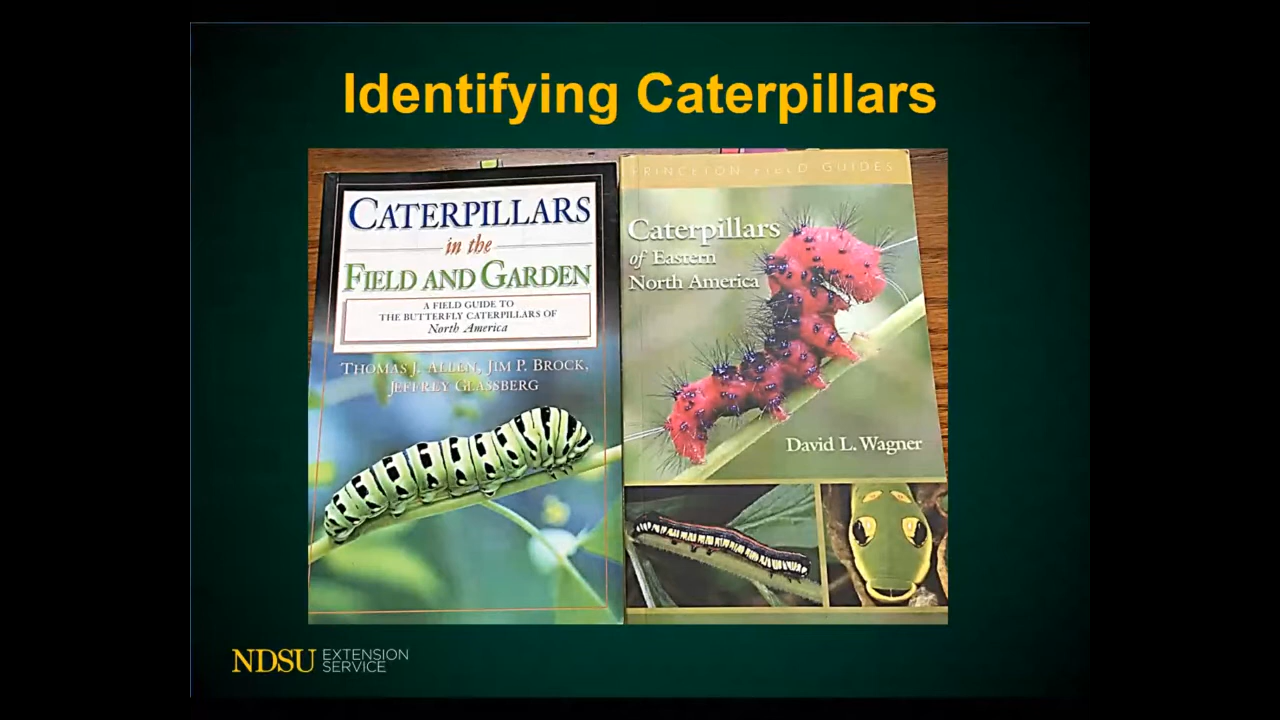 Identifying Caterpillars
CATERPILLARS
in the
FIELD AND GARDEN
A FIELD GUIDE TO
THE BUTTERFLY CATERPILLARS OF
North America
THOMAS J. ALLEN, JIM P. BROCK,
JEFFREY GLASSBERG
PRINCETON FIELD GUIDES
Caterpillars
of Eastern
North America
David L. Wagner
NDSU EXTENSION
SERVICE